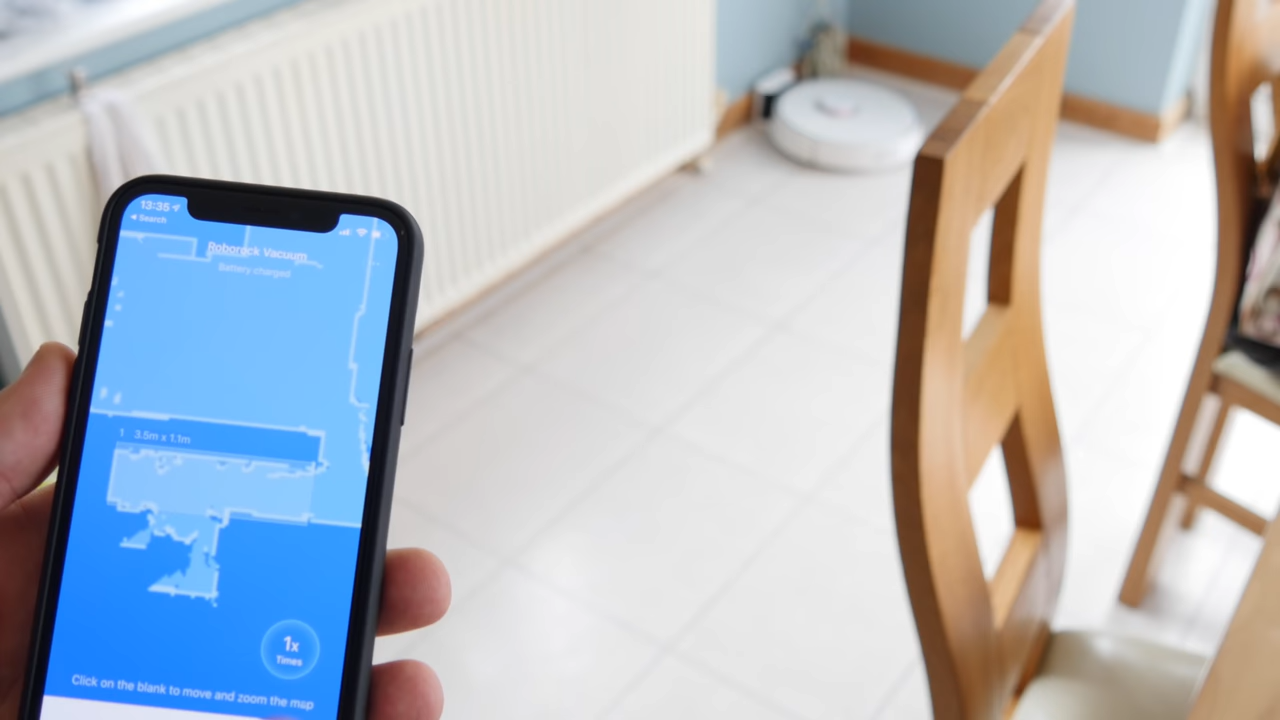 13:35
◀ Search
Roborock Vacuum
Battery charged
1 3.5m x 1.1m
1x
Times
Click on the blank to move and zoom the map